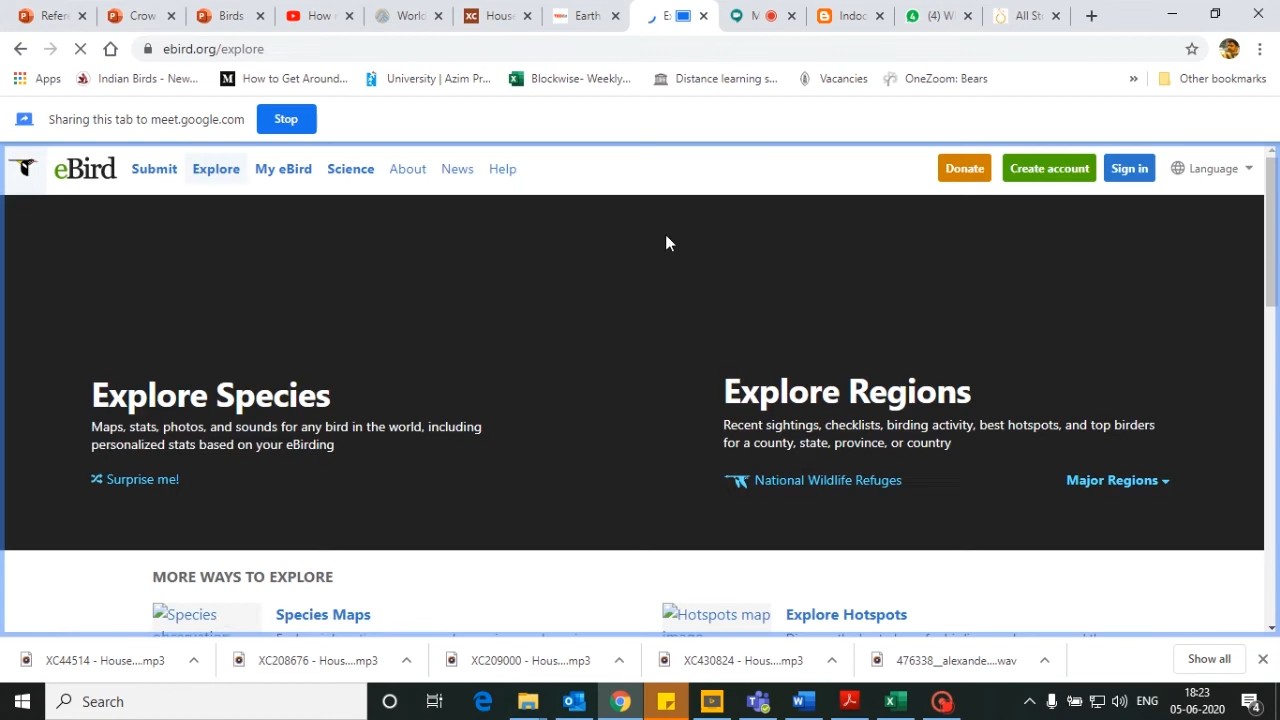 Refere
Crow
Birds
How r
World
House
Earth
E
M
Indoc
(4) W
All St
ebird.org/explore
Apps
Indian Birds - New...
How to Get Around...
University | Azim Pr...
Blockwise- Weekly...
Distance learning s...
Vacancies
OneZoom: Bears
»
Other bookmarks
Sharing this tab to meet.google.com
Stop
eBird
Submit
Explore
My eBird
Science
About
News
Help
Donate
Create account
Sign in
Language
Explore Species
Maps, stats, photos, and sounds for any bird in the world, including
personalized stats based on your eBirding
Surprise me!
Explore Regions
Recent sightings, checklists, birding activity, best hotspots, and top birders
for a county, state, province, or country
National Wildlife Refuges
Major Regions
MORE WAYS TO EXPLORE
Species
Species Maps
Hotspots map
Explore Hotspots
XC44514 - House....mp3
XC208676 - Hous....mp3
XC209000 - Hous....mp3
XC430824 - Hous....mp3
476338__alexande....wav
Show all
Search
ENG
18:23
05-06-2020
4